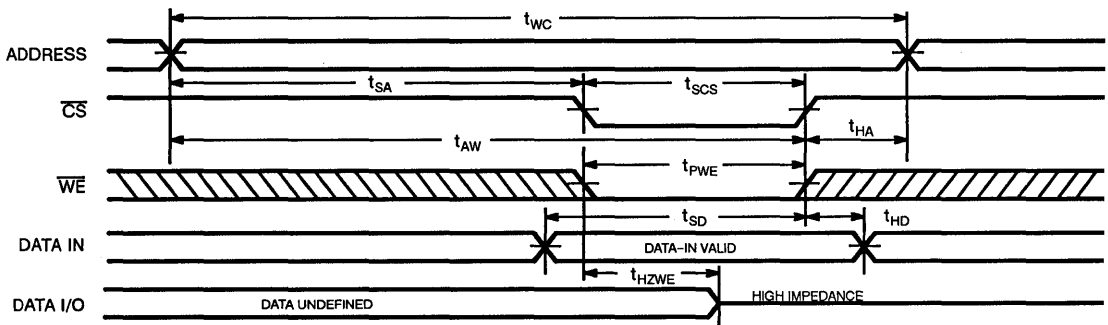 tWC
ADDRESS
tSA
tSCS
CS
tAW
tHA
tPWE
WE
tSD
tHD
DATA IN
DATA-IN VALID
tHZWE
DATA I/O
DATA UNDEFINED
HIGH IMPEDANCE